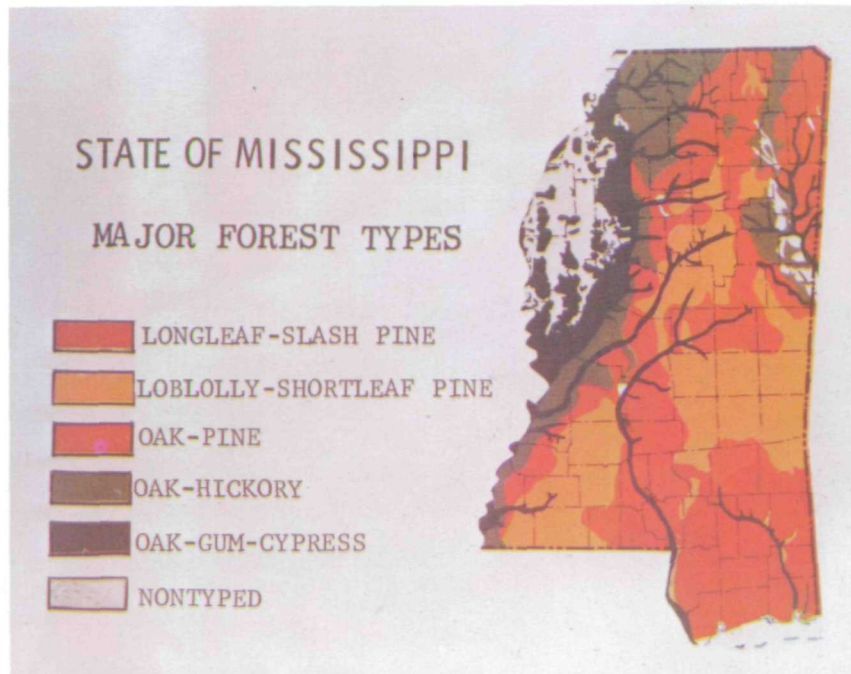 STATE OF MISSISSIPPI
MAJOR FOREST TYPES
LONGLEAF-SLASH PINE
LOBLOLLY-SHORTLEAF PINE
OAK-PINE
OAK-HICKORY
OAK-GUM-CYPRESS
NONTYPED